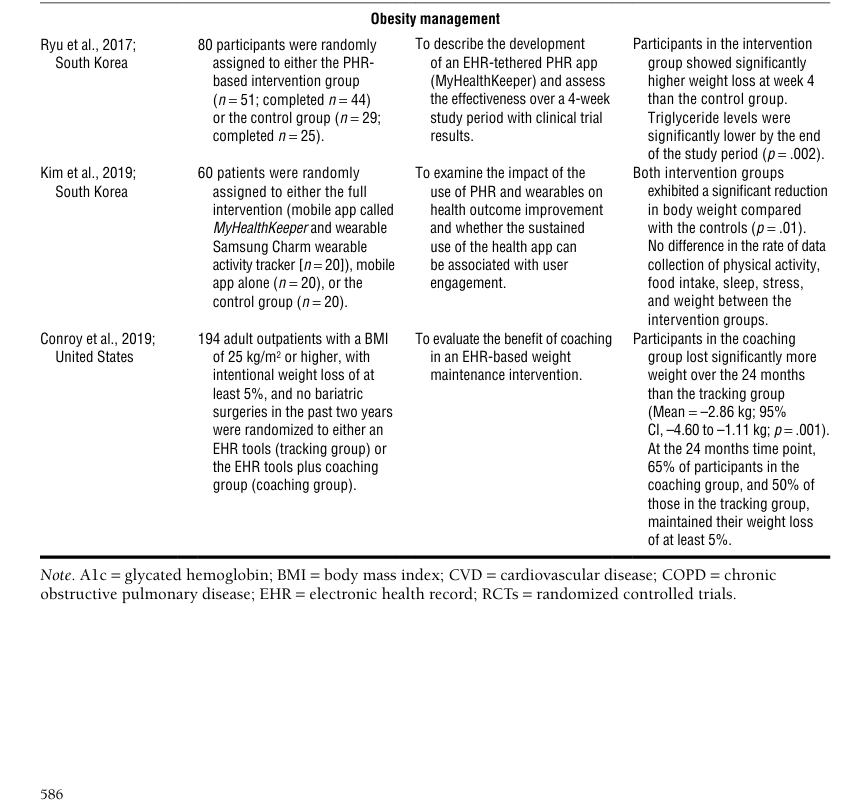 Obesity management
Ryu et al., 2017;
South Korea
80 participants were randomly
assigned to either the PHR-
based intervention group
(n = 51; completed n = 44)
or the control group (n = 29;
completed n = 25).
To describe the development
of an EHR-tethered PHR app
(MyHealthKeeper) and assess
the effectiveness over a 4-week
study period with clinical trial
results.
Participants in the intervention
group showed significantly
higher weight loss at week 4
than the control group.
Triglyceride levels were
significantly lower by the end
of the study period (p = .002).
Kim et al., 2019;
South Korea
60 patients were randomly
assigned to either the full
intervention (mobile app called
MyHealthKeeper and wearable
Samsung Charm wearable
activity tracker [n = 20]), mobile
app alone (n = 20), or the
control group (n = 20).
To examine the impact of the
use of PHR and wearables on
health outcome improvement
and whether the sustained
use of the health app can
be associated with user
engagement.
Both intervention groups
exhibited a significant reduction
in body weight compared
with the controls (p = .01).
No difference in the rate of data
collection of physical activity,
food intake, sleep, stress,
and weight between the
intervention groups.
Conroy et al., 2019;
United States
194 adult outpatients with a BMI
of 25 kg/m² or higher, with
intentional weight loss of at
least 5%, and no bariatric
surgeries in the past two years
were randomized to either an
EHR tools (tracking group) or
the EHR tools plus coaching
group (coaching group).
To evaluate the benefit of coaching
in an EHR-based weight
maintenance intervention.
Participants in the coaching
group lost significantly more
weight over the 24 months
than the tracking group
(Mean = –2.86 kg; 95%
CI, –4.60 to –1.11 kg; p = .001).
At the 24 months time point,
65% of participants in the
coaching group, and 50% of
those in the tracking group,
maintained their weight loss
of at least 5%.
Note. A1c = glycated hemoglobin; BMI = body mass index; CVD = cardiovascular disease; COPD = chronic
obstructive pulmonary disease; EHR = electronic health record; RCTs = randomized controlled trials.
586